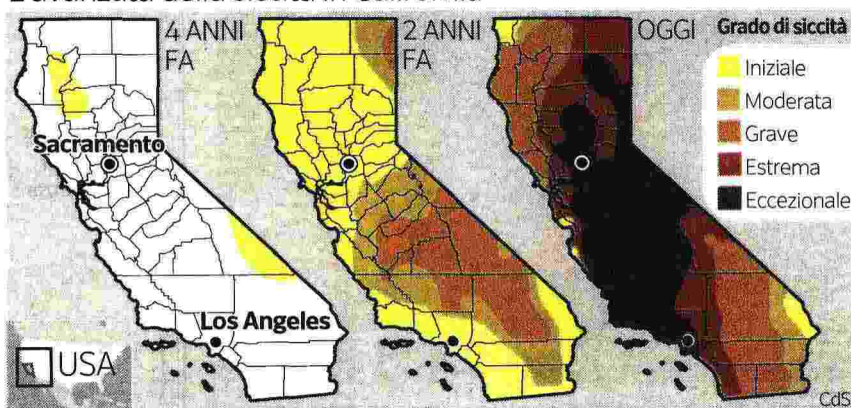 4 ANNI
FA
2 ANNI
FA
OGGI
Grado di siccità
Iniziale
Moderata
Grave
Estrema
Eccezionale
Sacramento
Los Angeles
USA
CdS